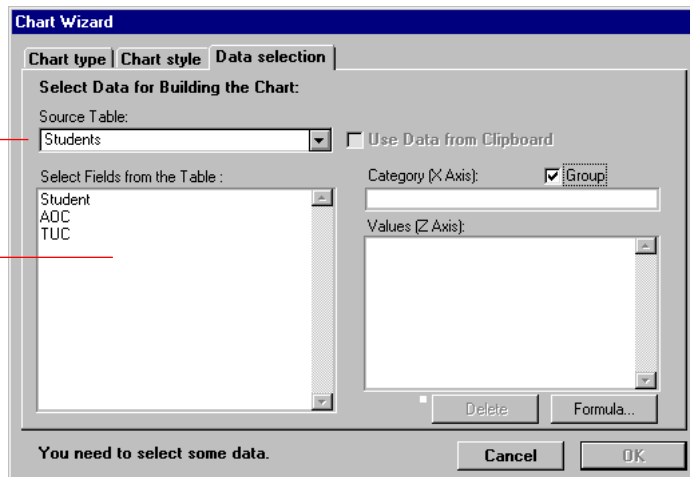 Chart Wizard
Chart type Chart style Data selection
Select Data for Building the Chart:
Source Table:
Students
Use Data from Clipboard
Select Fields from the Table :
Student
AOC
TUC
Category (X Axis):
Group
Values (Z Axis):
Delete
Formula...
You need to select some data.
Cancel
OK